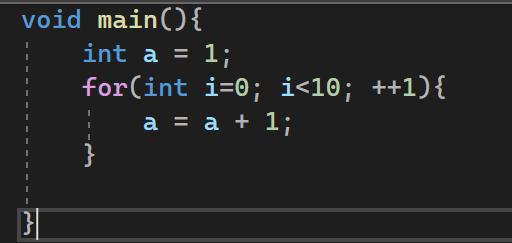 void main(){
    int a = 1;
    for(int i=0; i<10; ++1){
        a = a + 1;
    }
}